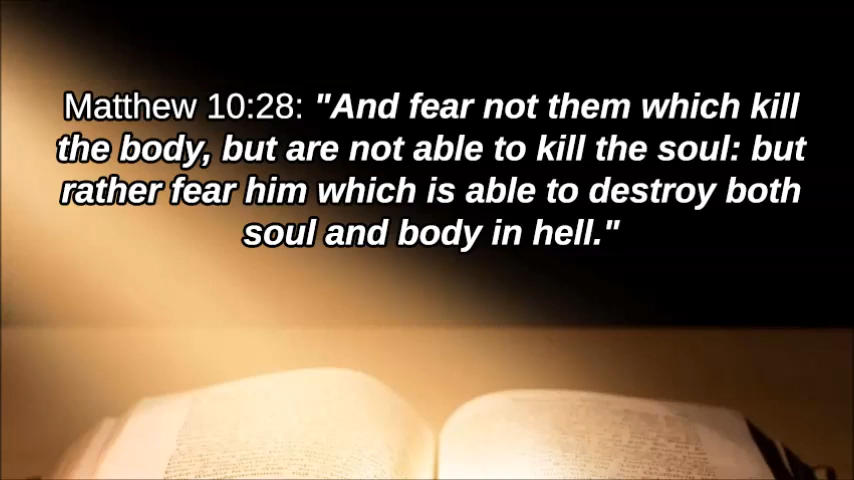 Matthew 10:28: "And fear not them which kill
the body, but are not able to kill the soul: but
rather fear him which is able to destroy both
soul and body in hell."